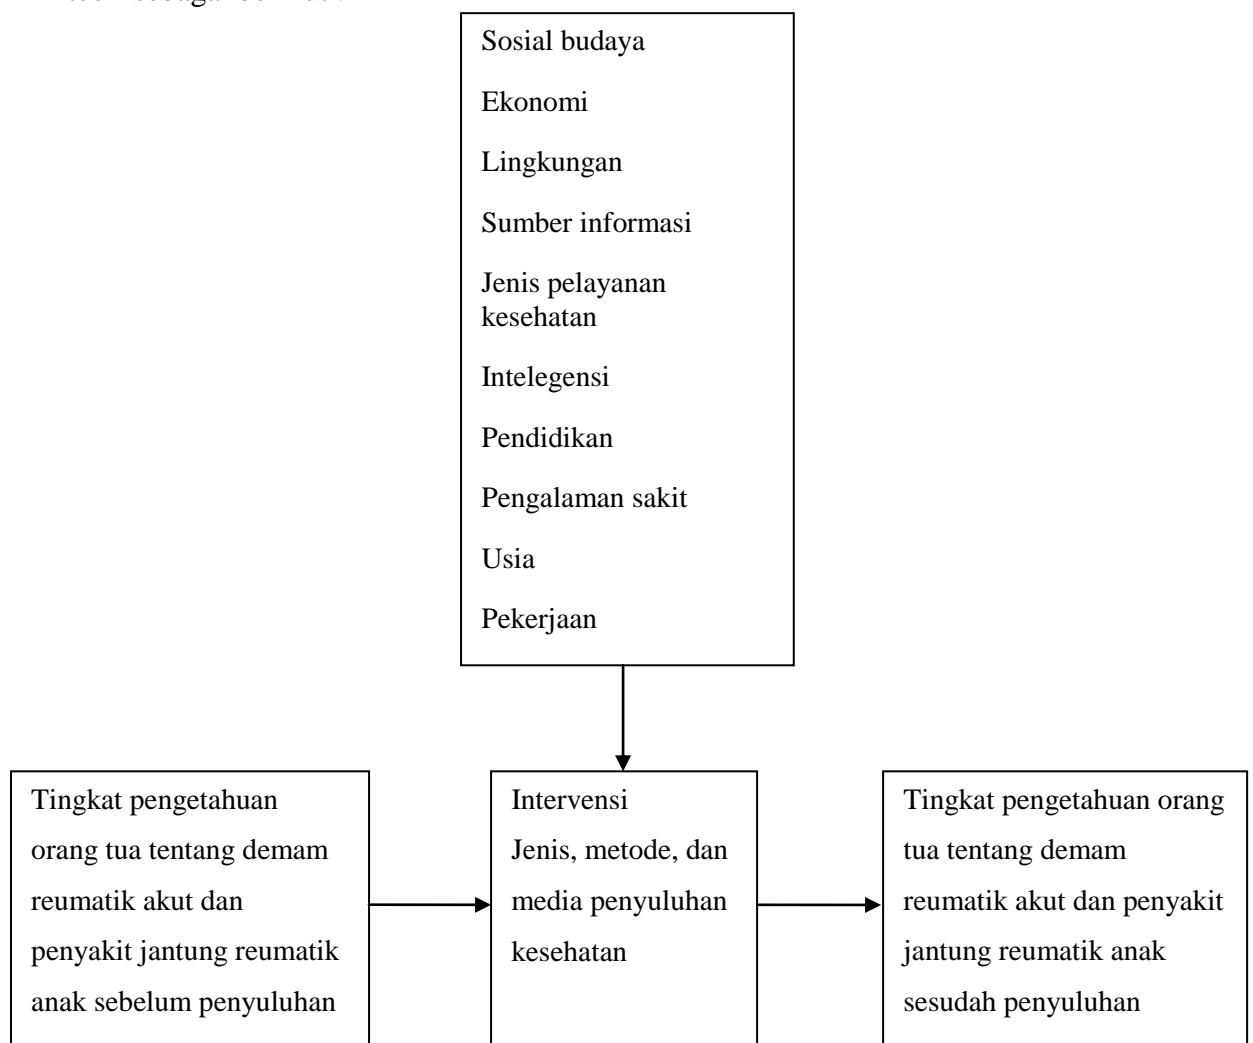 Sosial budaya
Ekonomi
Lingkungan
Sumber informasi
Jenis pelayanan
kesehatan
Intelegensi
Pendidikan
Pengalaman sakit
Usia
Pekerjaan
Tingkat pengetahuan
orang tua tentang demam
reumatik akut dan
penyakit jantung reumatik
anak sebelum penyuluhan
Intervensi
Jenis, metode, dan
media penyuluhan
kesehatan
Tingkat pengetahuan orang
tua tentang demam
reumatik akut dan penyakit
jantung reumatik anak
sesudah penyuluhan